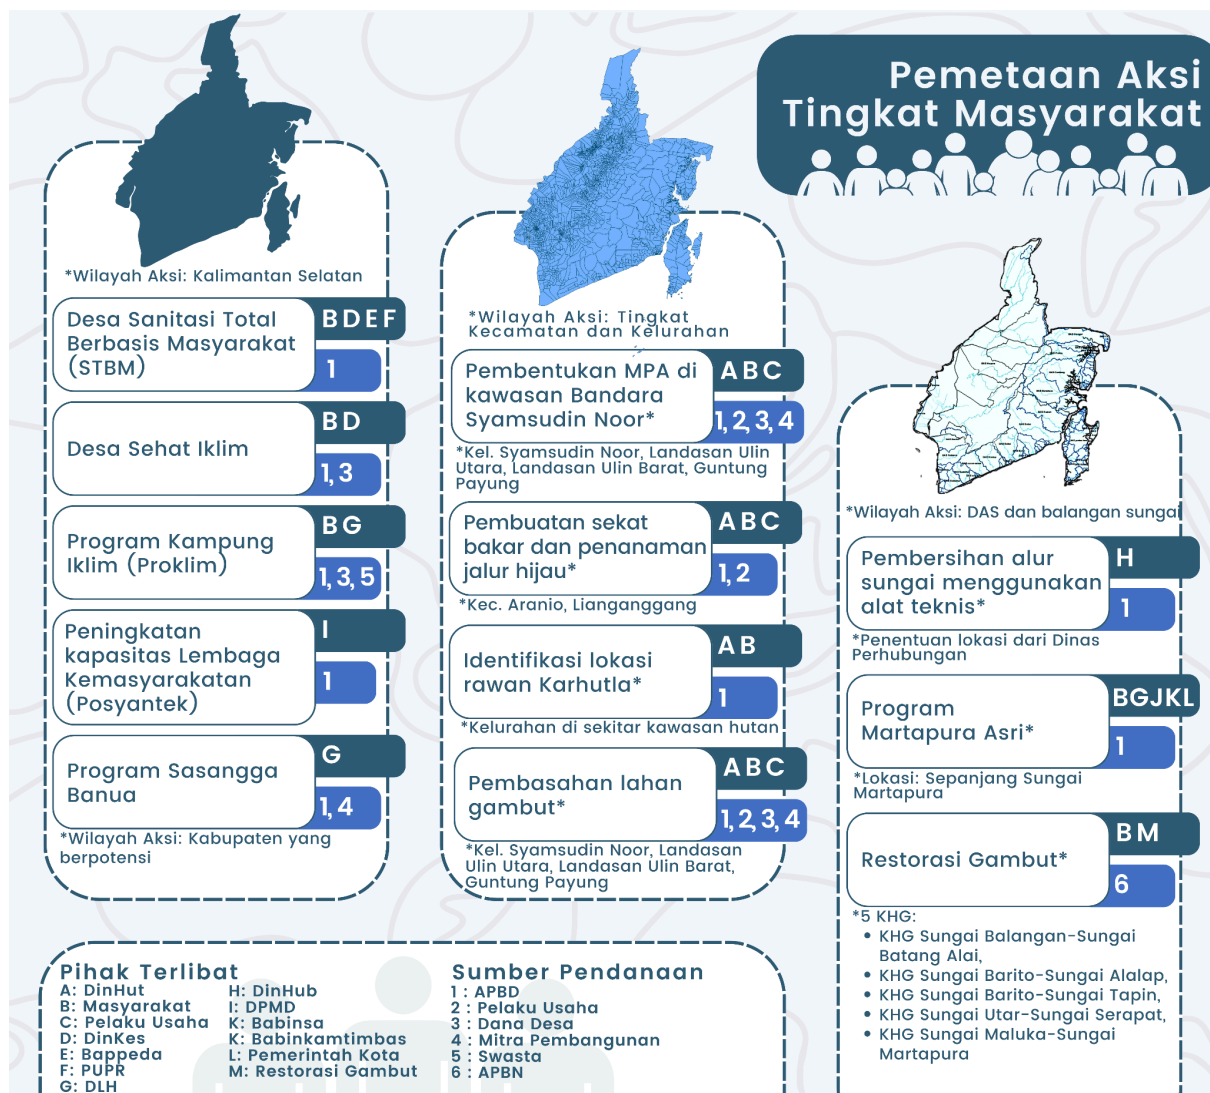 Pemetaan Aksi
Tingkat Masyarakat
*Wilayah Aksi: Kalimantan Selatan
Desa Sanitasi Total
Berbasis Masyarakat
(STBM)
B D E F
1
Desa Sehat Iklim
B D
1, 3
Program Kampung
Iklim (Proklim)
B G
1, 3, 5
Peningkatan
kapasitas Lembaga
Kemasyarakatan
(Posyantek)
I
1
Program Sasangga
Banua
G
1, 4
*Wilayah Aksi: Kabupaten yang
berpotensi
*Wilayah Aksi: Tingkat
Kecamatan dan Kelurahan
Pembentukan MPA di
kawasan Bandara
Syamsudin Noor*
A B C
1, 2, 3, 4
*Kel. Syamsudin Noor, Landasan Ulin
Utara, Landasan Ulin Barat, Guntung
Payung
Pembuatan sekat
bakar dan penanaman
jalur hijau*
A B C
1, 2
*Kec. Aranio, Lianganggang
Identifikasi lokasi
rawan Karhutla*
A B
1
*Kelurahan di sekitar kawasan hutan
Pembasahan lahan
gambut*
A B C
1, 2, 3, 4
*Kel. Syamsudin Noor, Landasan
Ulin Utara, Landasan Ulin Barat,
Guntung Payung
*Wilayah Aksi: DAS dan balangan sungai
Pembersihan alur
sungai menggunakan
alat teknis*
H
1
*Penentuan lokasi dari Dinas
Perhubungan
Program
Martapura Asri*
BGJKL
1
*Lokasi: Sepanjang Sungai
Martapura
Restorasi Gambut*
B M
6
*5 KHG:
• KHG Sungai Balangan-Sungai
Batang Alai,
• KHG Sungai Barito-Sungai Alalap,
• KHG Sungai Barito-Sungai Tapin,
• KHG Sungai Utar-Sungai Serapat,
• KHG Sungai Maluka-Sungai
Martapura
Pihak Terlibat
A: DinHut
B: Masyarakat
C: Pelaku Usaha
D: DinKes
E: Bappeda
F: PUPR
G: DLH
H: DinHub
I: DPMD
K: Babinsa
K: Babinkamtimbas
L: Pemerintah Kota
M: Restorasi Gambut
Sumber Pendanaan
1 : APBD
2 : Pelaku Usaha
3 : Dana Desa
4 : Mitra Pembangunan
5 : Swasta
6 : APBN